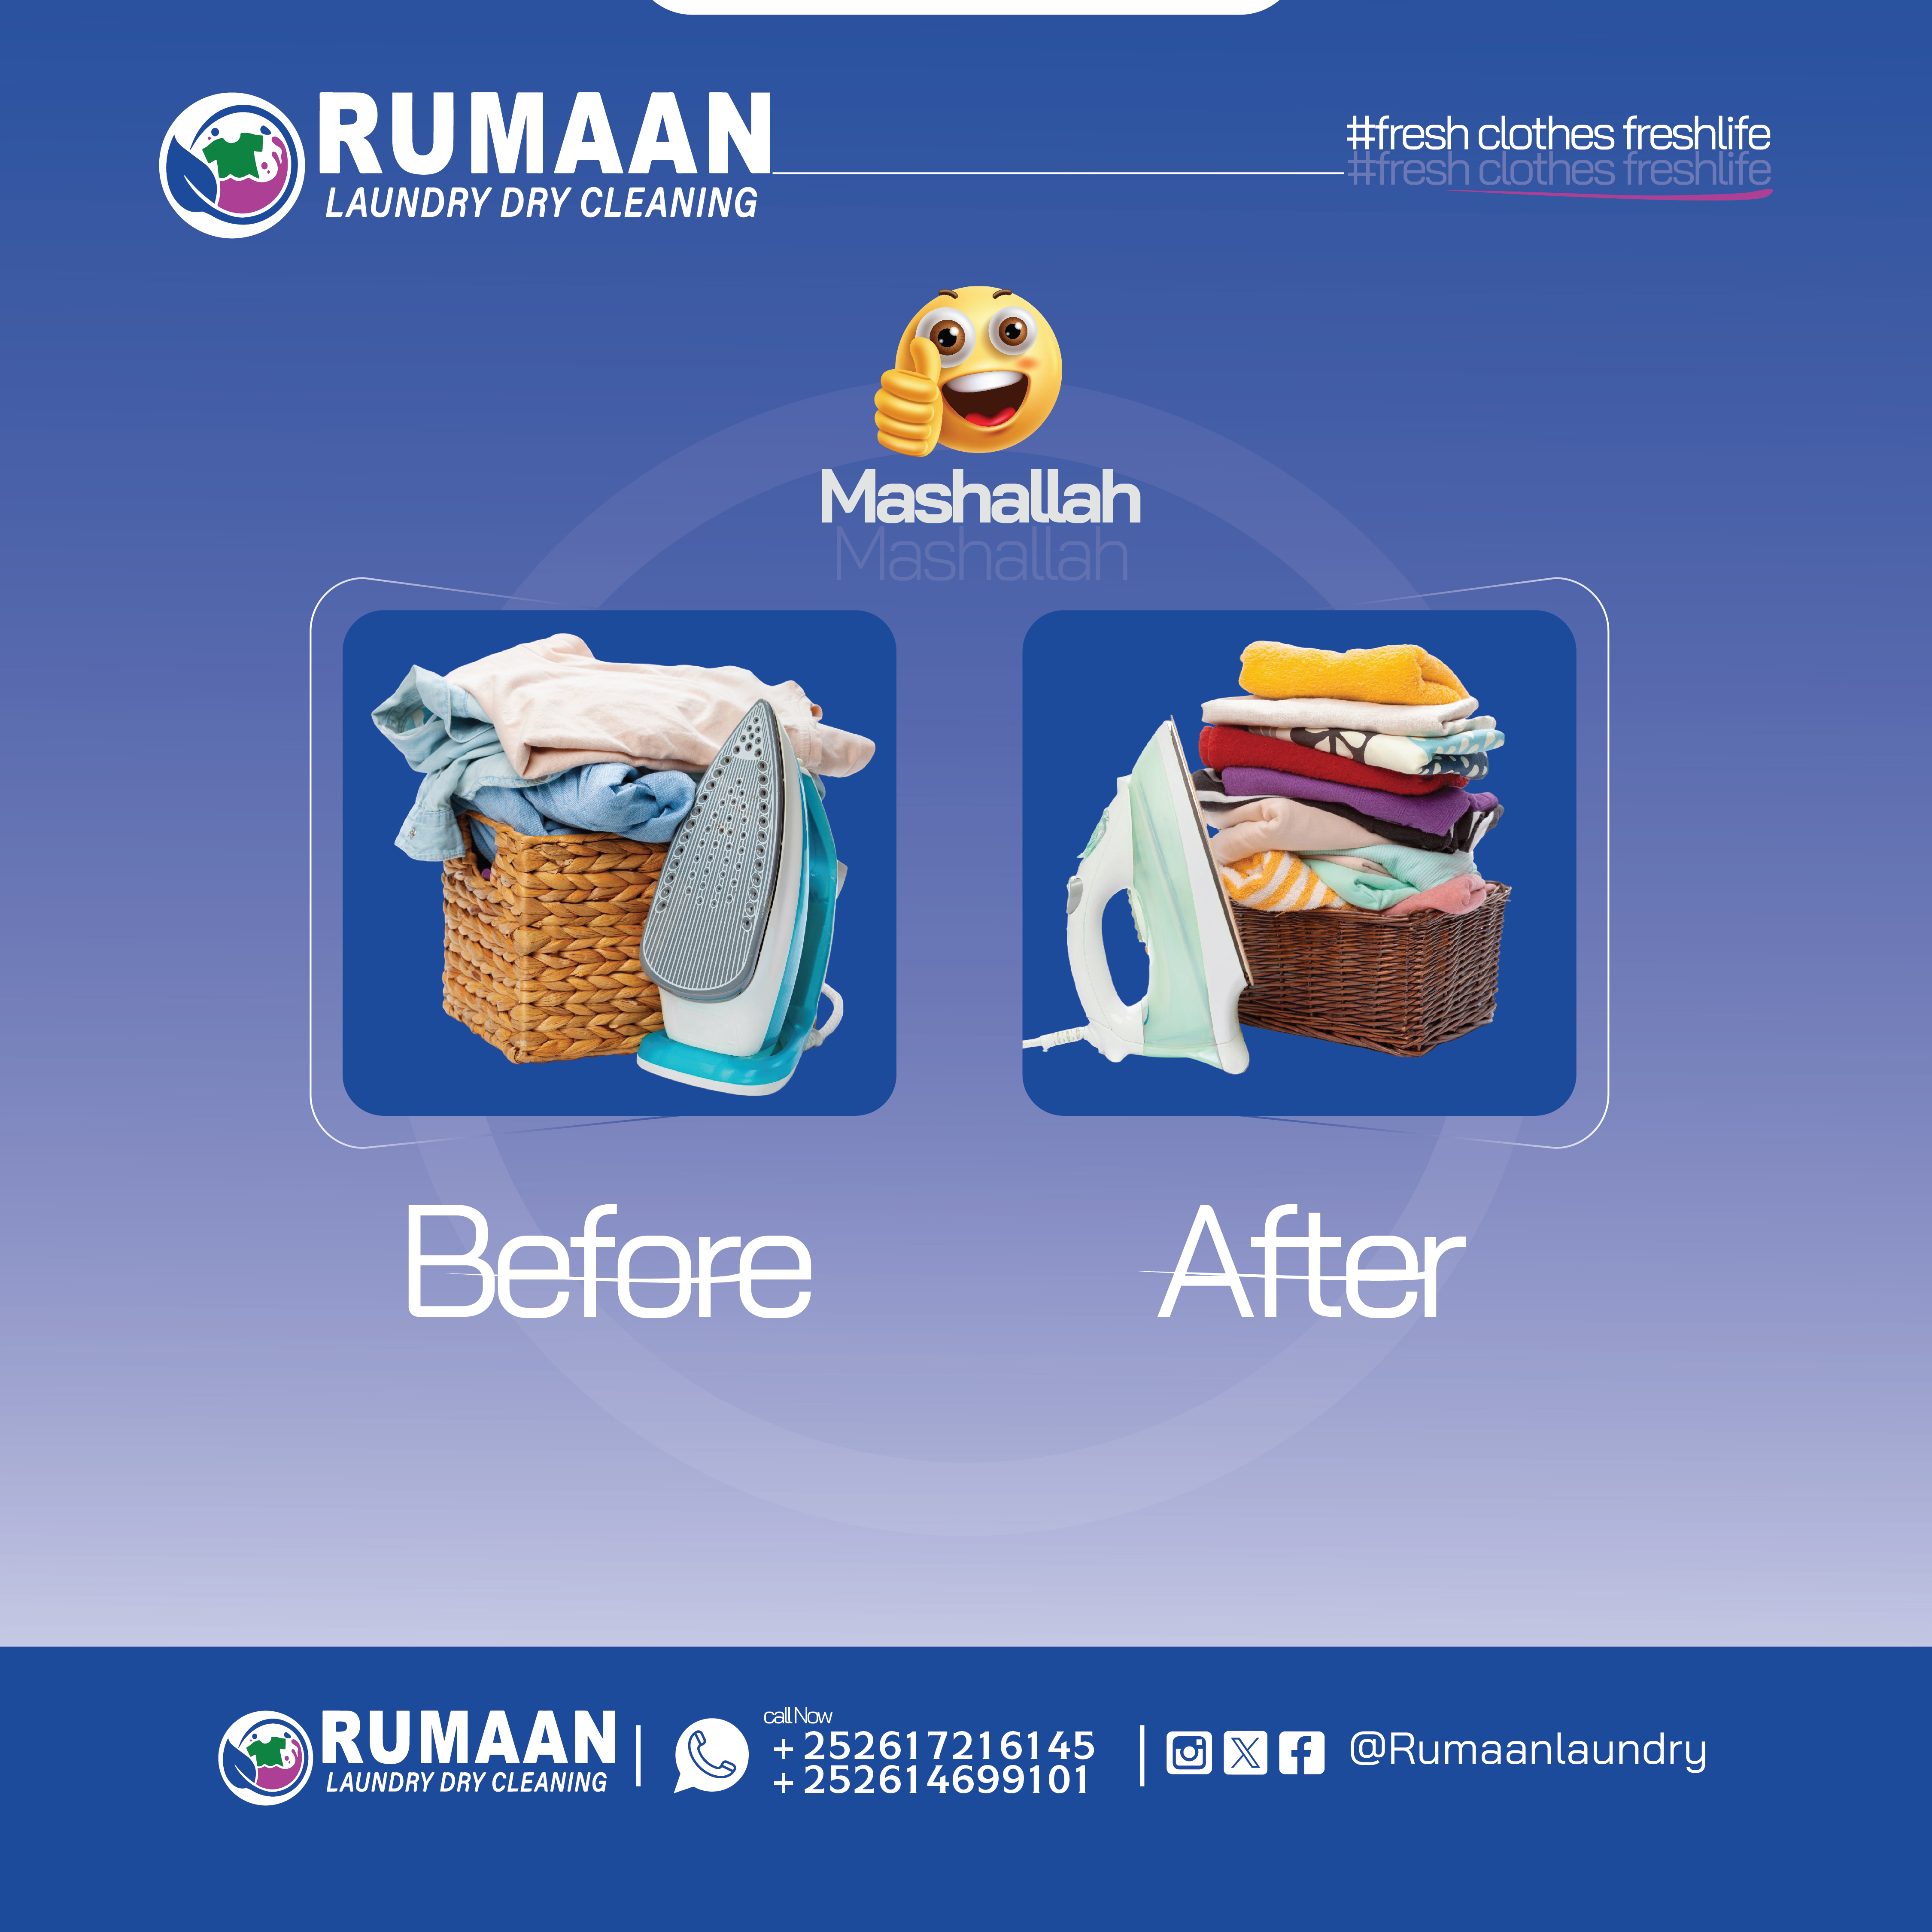 RUMAAN
LAUNDRY DRY CLEANING
#fresh clothes freshlife
#fresh clothes freshlife
Mashallah
Mashallah
Before
After
RUMAAN
LAUNDRY DRY CLEANING
call Now
+252617216145
+252614699101
@Rumaanlaundry